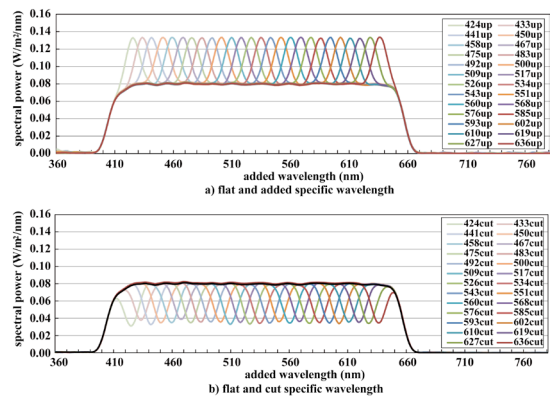 spectral power (W/m²/nm)
0.16
0.14
0.12
0.10
0.08
0.06
0.04
0.02
0.00
424up 433up
441up 450up
458up 467up
475up 483up
492up 500up
509up 517up
526up 534up
543up 551up
560up 568up
576up 585up
593up 602up
610up 619up
627up 636up
360 410 460 510 560 610 660 710 760
added wavelength (nm)
a) flat and added specific wavelength
spectral power (W/m²/nm)
0.16
0.14
0.12
0.10
0.08
0.06
0.04
0.02
0.00
424cut 433cut
441cut 450cut
458cut 467cut
475cut 483cut
492cut 500cut
509cut 517cut
526cut 534cut
543cut 551cut
560cut 568cut
576cut 585cut
593cut 602cut
610cut 619cut
627cut 636cut
360 410 460 510 560 610 660 710 760
added wavelength (nm)
b) flat and cut specific wavelength